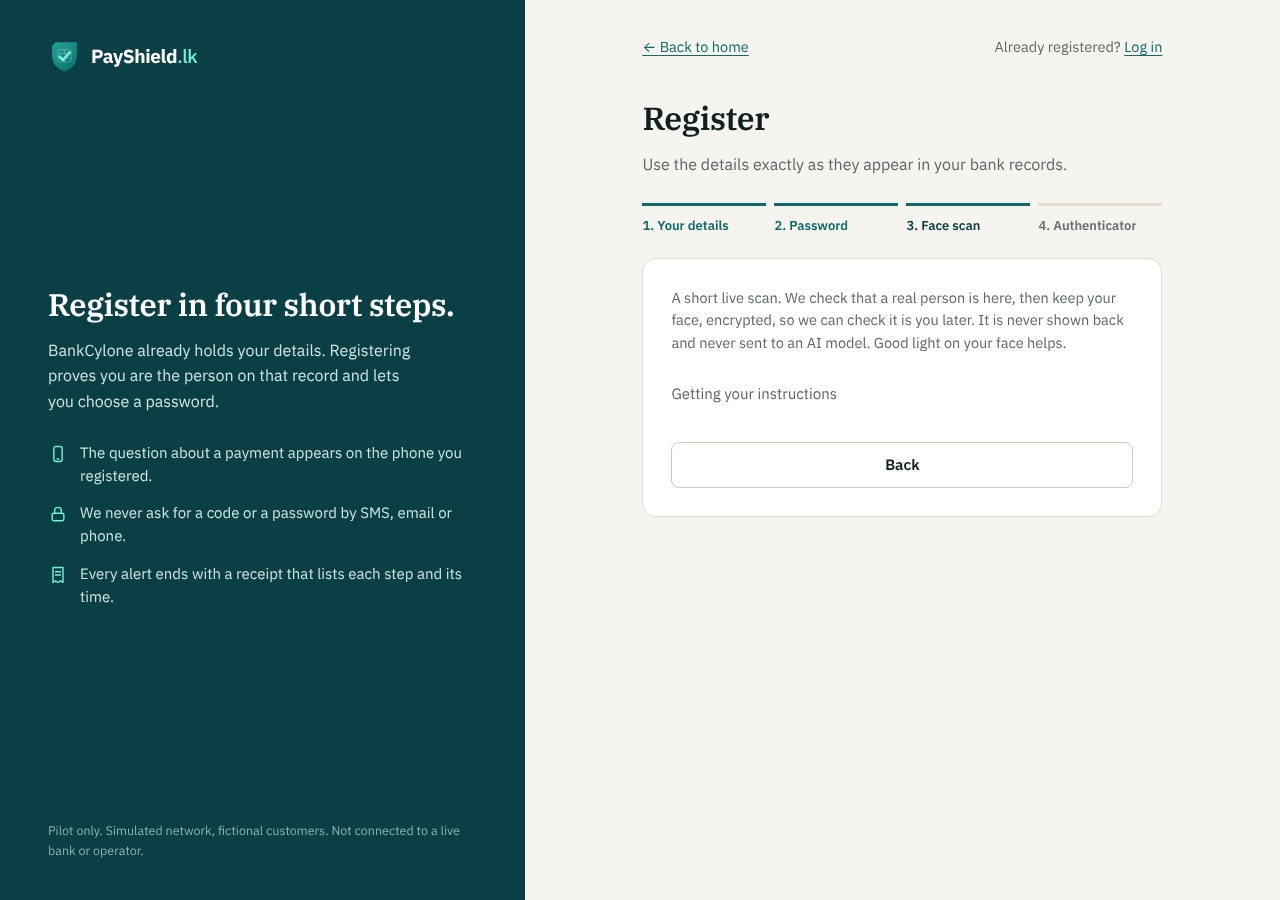 PayShield.lk
Register in four short steps.
BankCylone already holds your details. Registering
proves you are the person on that record and lets
you choose a password.
The question about a payment appears on the phone you
registered.
We never ask for a code or a password by SMS, email or
phone.
Every alert ends with a receipt that lists each step and its
time.
Pilot only. Simulated network, fictional customers. Not connected to a live
bank or operator.
← Back to home
Already registered? Log in
Register
Use the details exactly as they appear in your bank records.
1. Your details
2. Password
3. Face scan
4. Authenticator
A short live scan. We check that a real person is here, then keep your
face, encrypted, so we can check it is you later. It is never shown back
and never sent to an AI model. Good light on your face helps.
Getting your instructions
Back